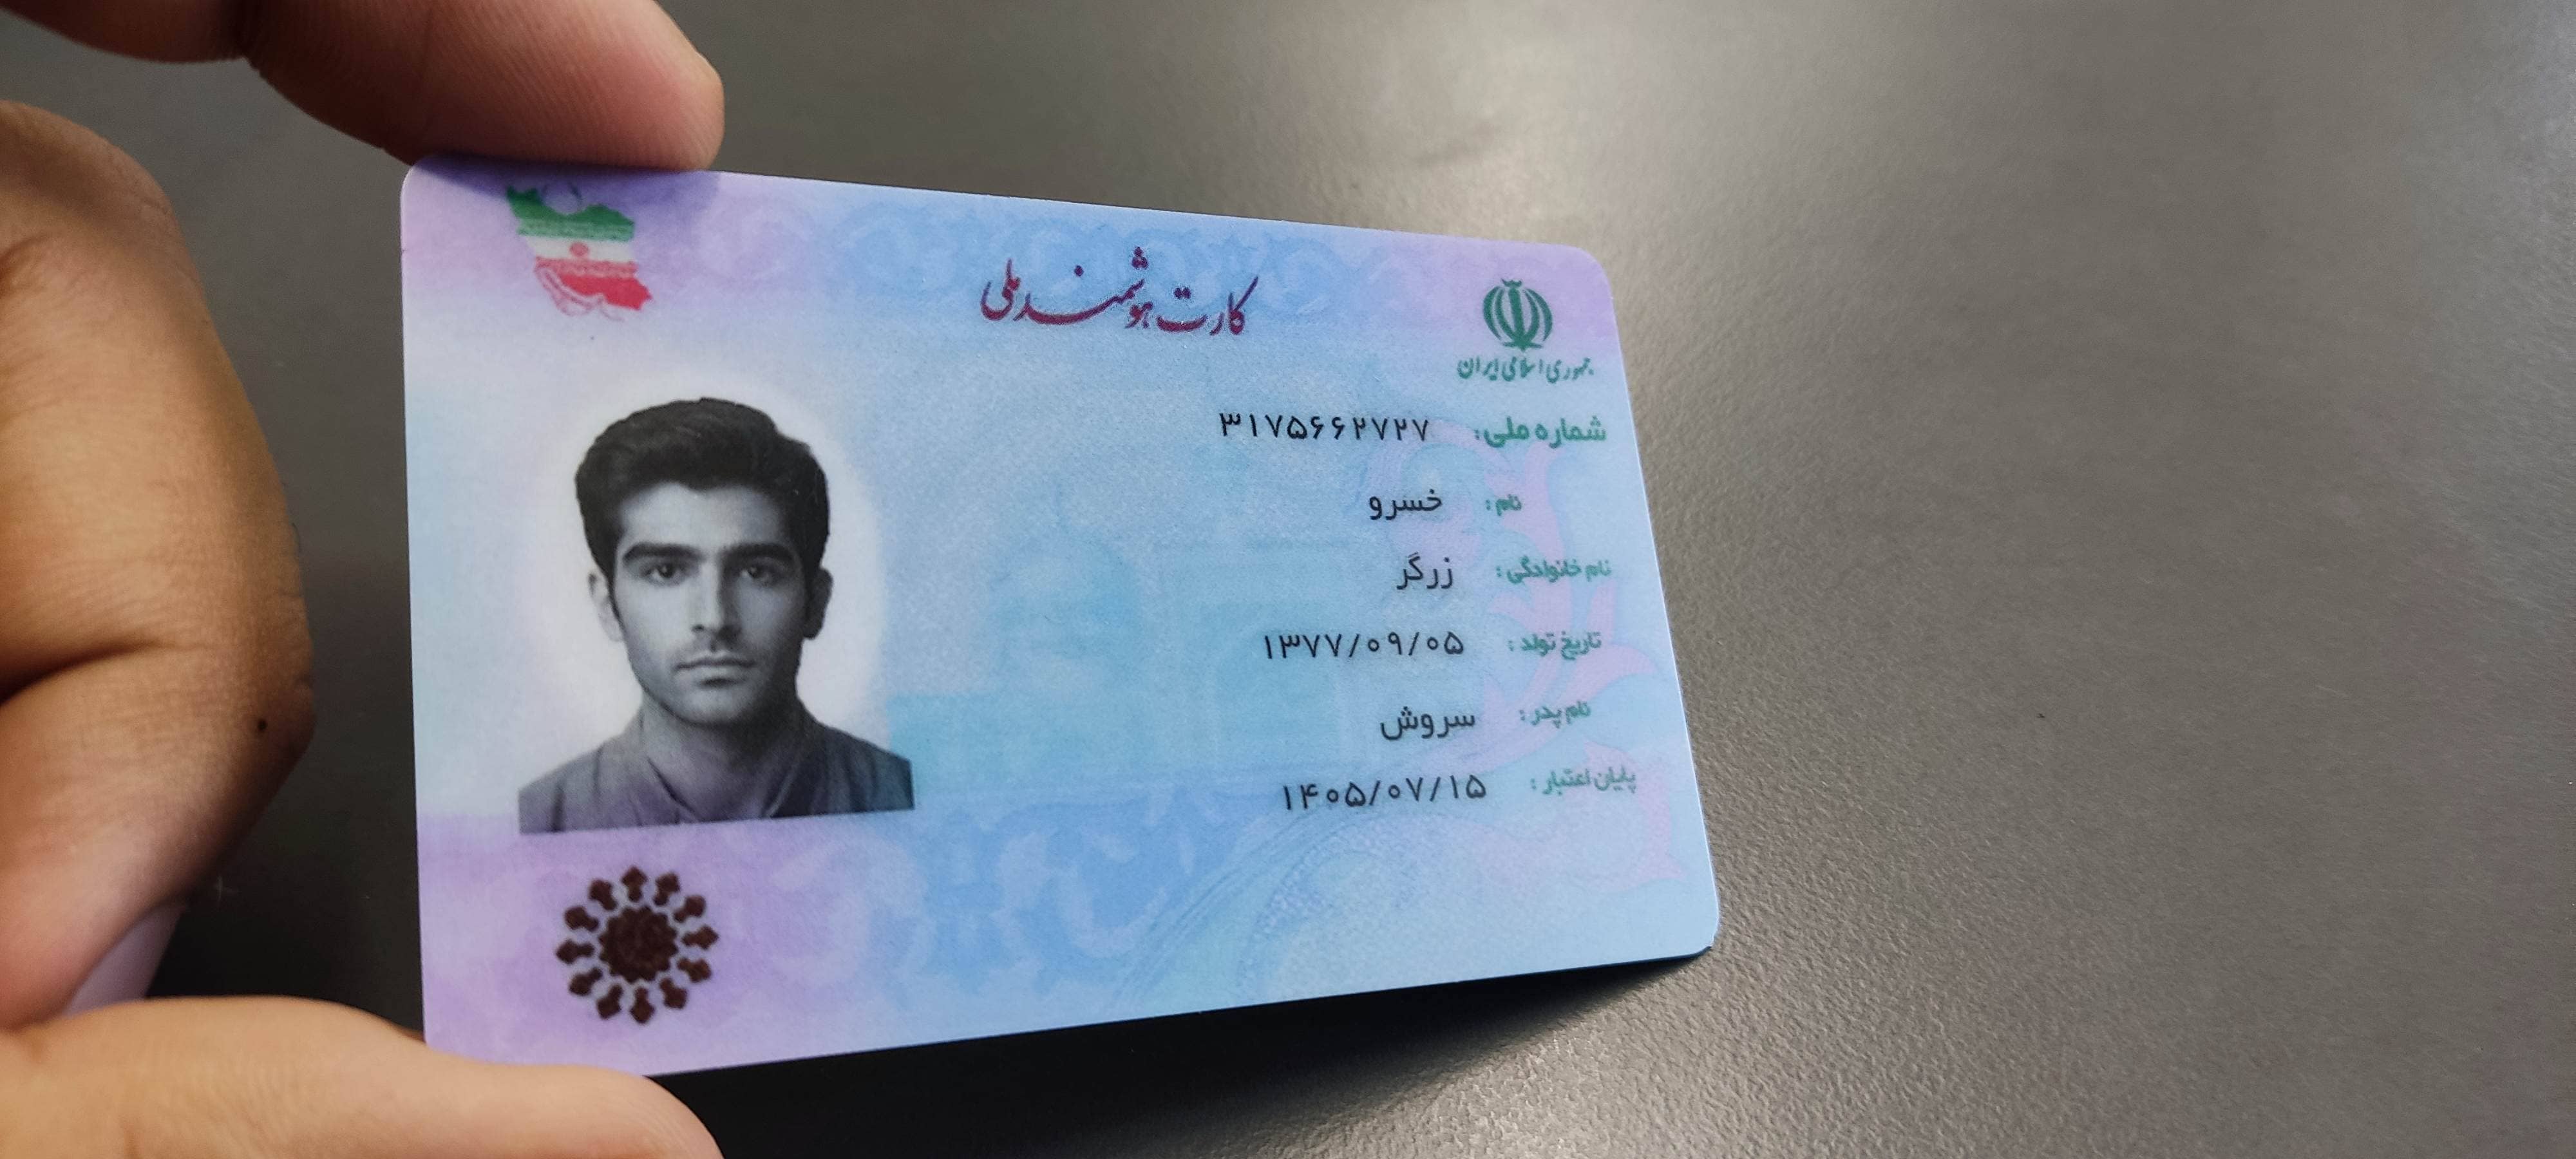 کارت هوشمند ملی
جمهوری اسلامی ایران
شماره ملی: ۳۱۷۵۶۶۲۷۲۷
نام: خسرو
نام خانوادگی: زرگر
تاریخ تولد: ۱۳۷۷/۰۹/۰۵
نام پدر: سروش
پایان اعتبار: ۱۴۰۵/۰۷/۱۵